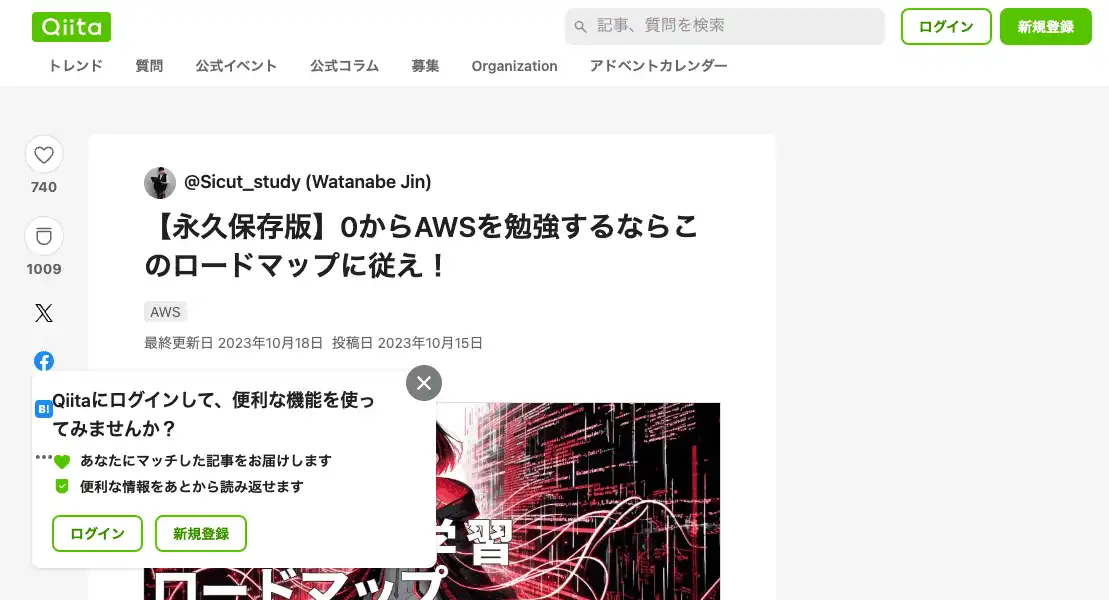 Qiita
記事、質問を検索
ログイン
新規登録
トレンド
質問
公式イベント
公式コラム
募集
Organization
アドベントカレンダー
740
1009
@Sicut_study (Watanabe Jin)
【永久保存版】0からAWSを勉強するならこ
のロードマップに従え！
AWS
最終更新日 2023年10月18日 投稿日 2023年10月15日
B!
Qiitaにログインして、便利な機能を使っ
てみませんか？
あなたにマッチした記事をお届けします
便利な情報をあとから読み返せます
ログイン
新規登録
学習
ロードマップ